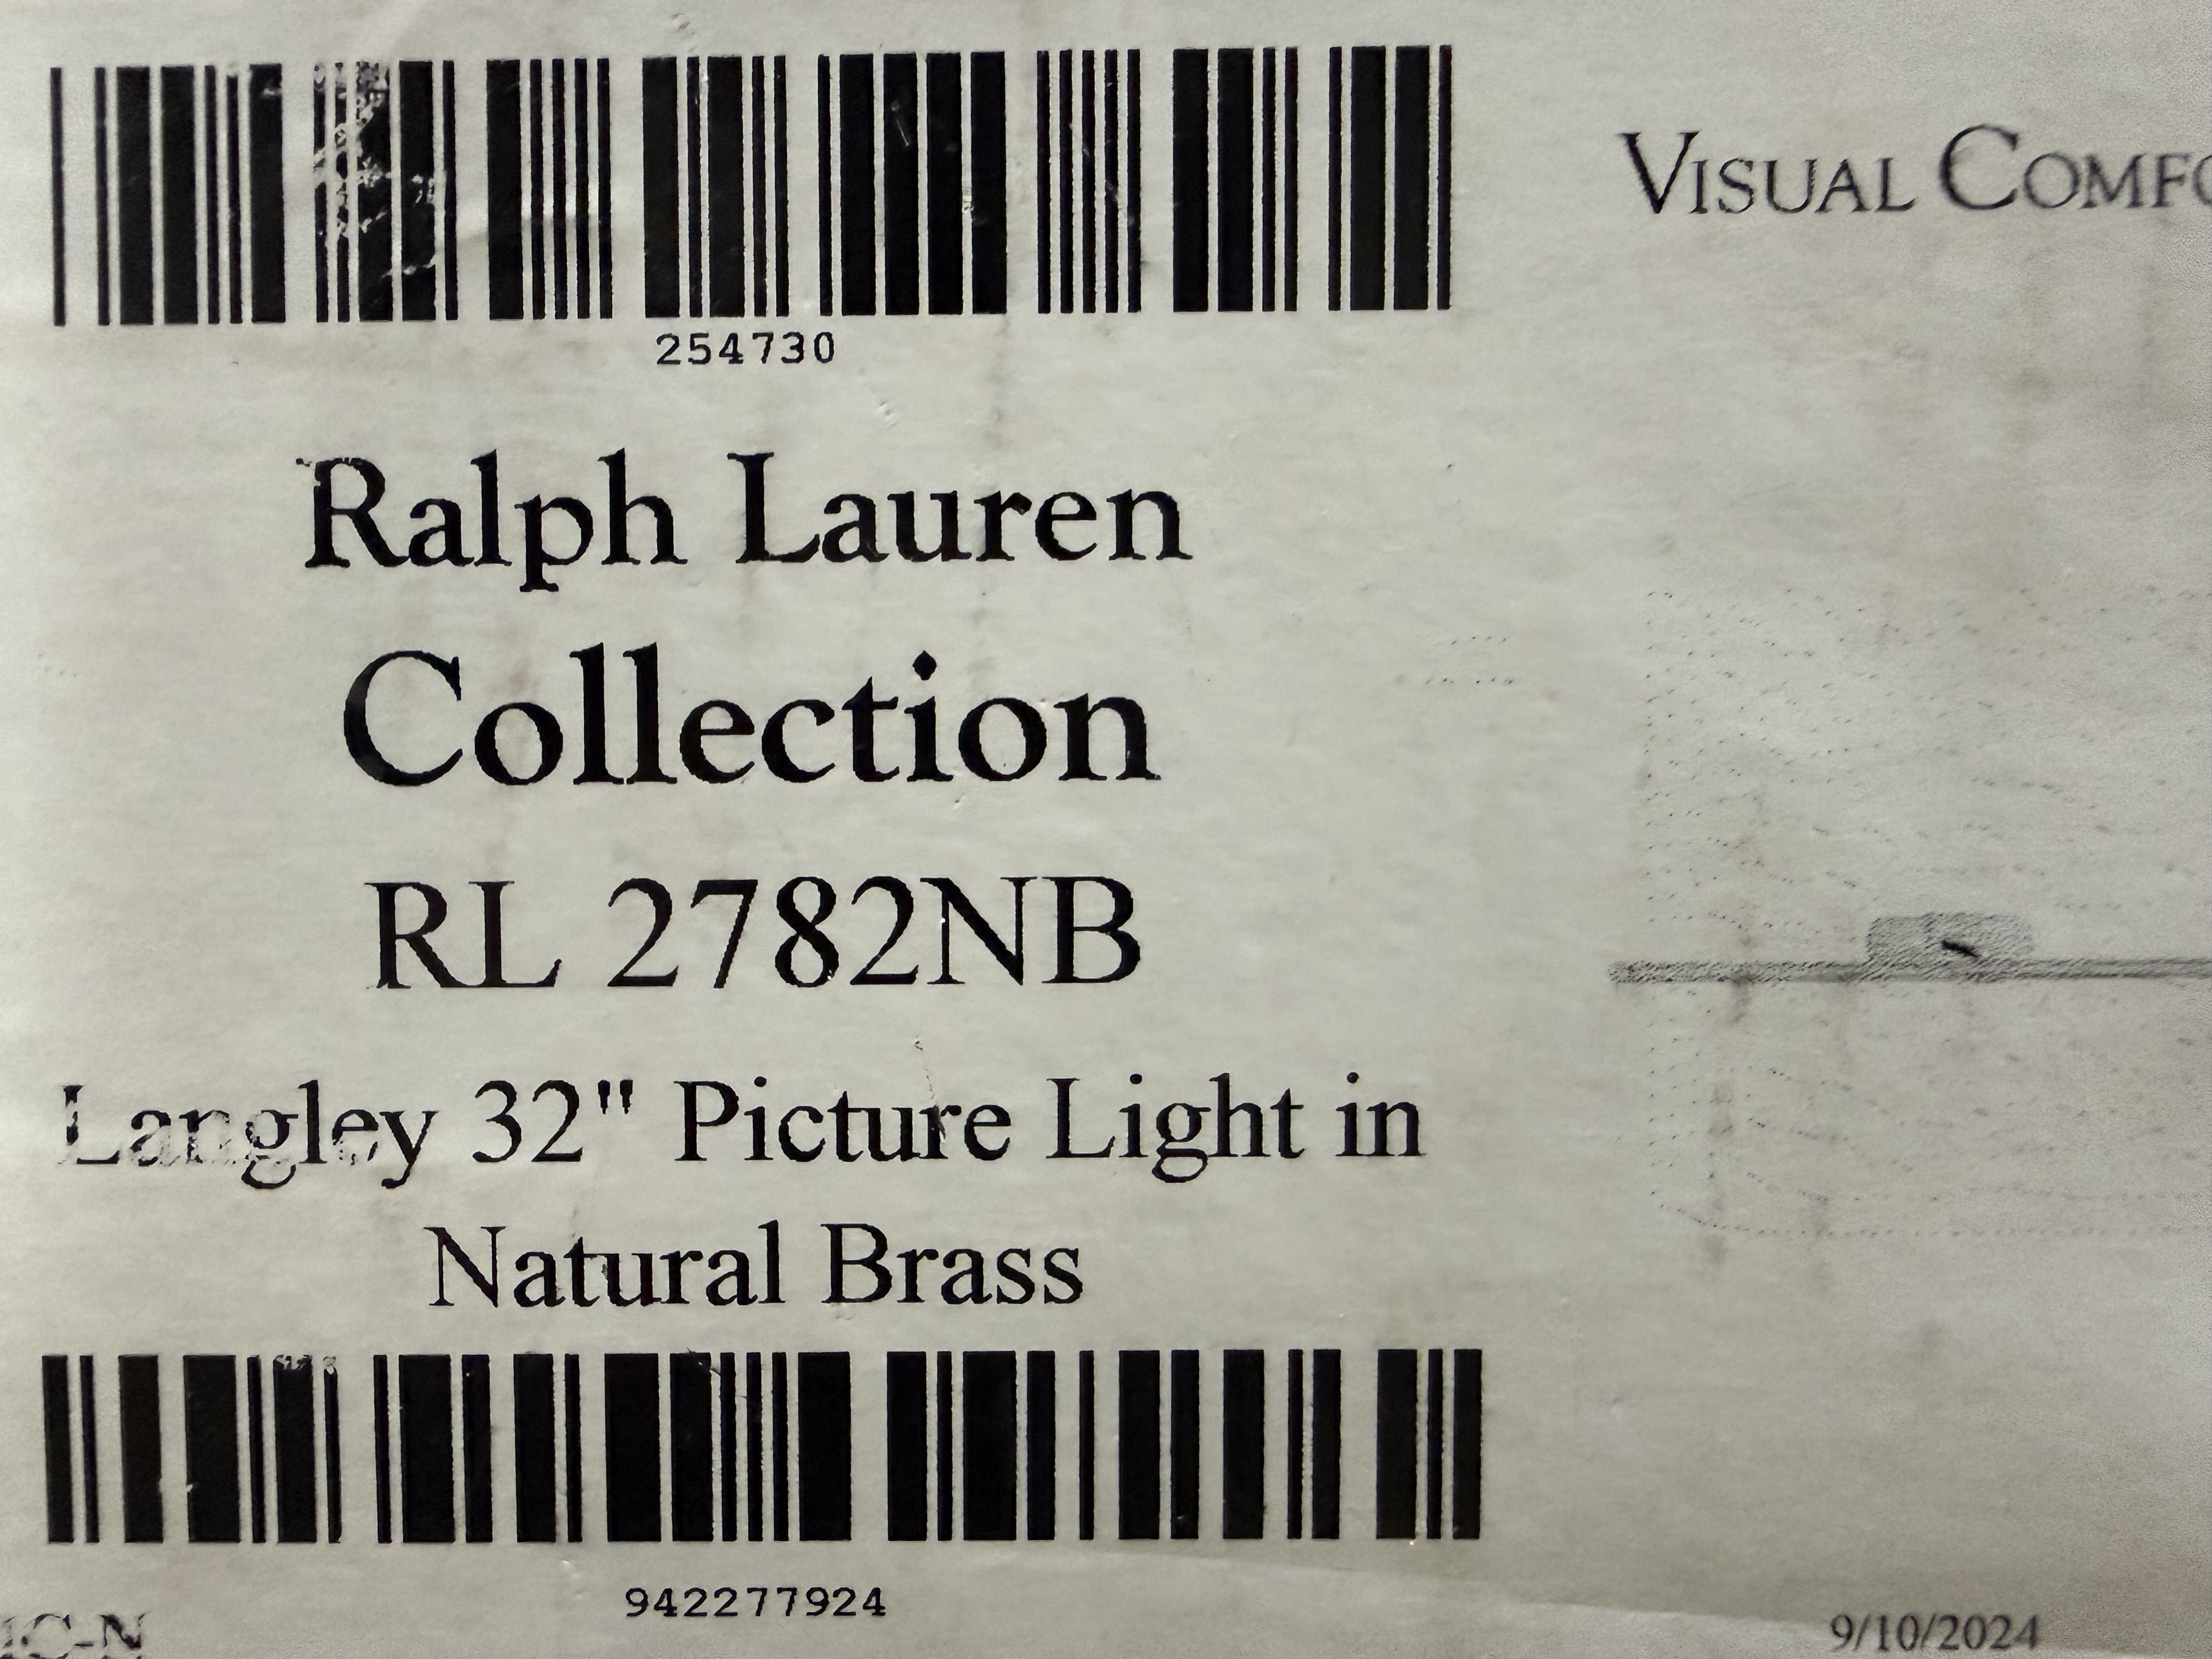 254730
VISUAL COMFO
Ralph Lauren
Collection
RL 2782NB
Langley 32" Picture Light in
Natural Brass
942277924
9/10/2024